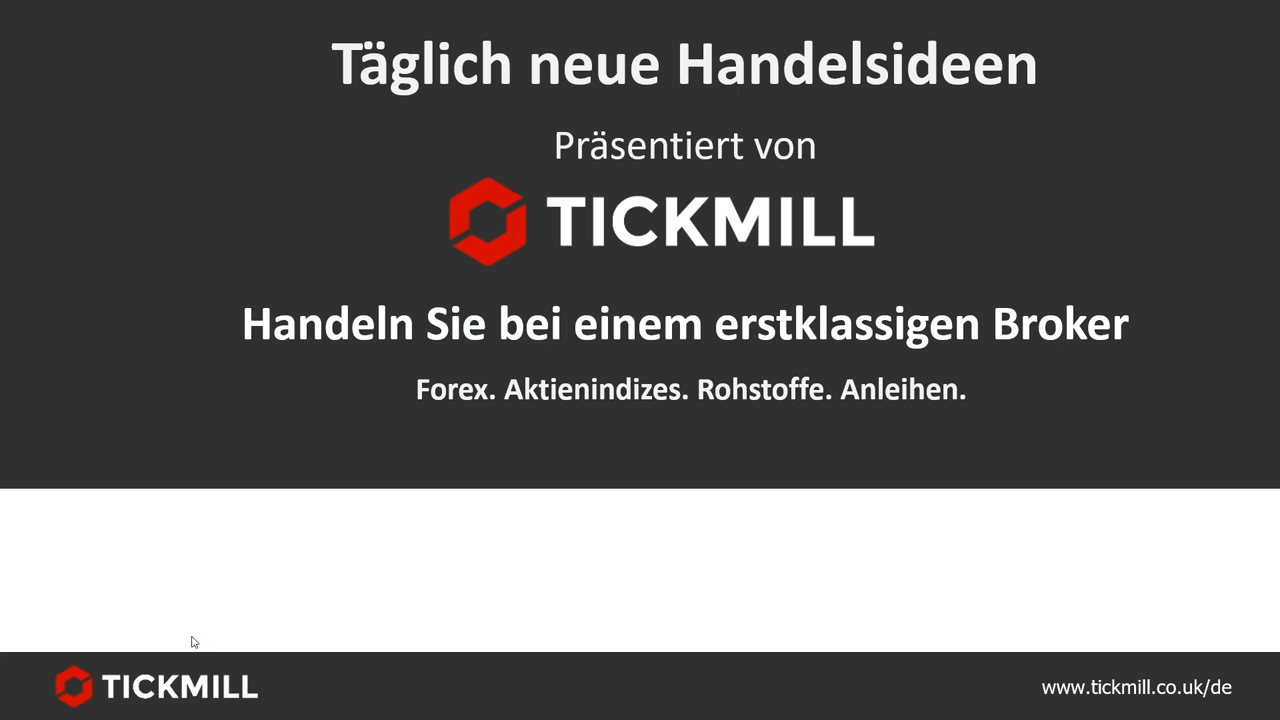 Täglich neue Handelsideen
Präsentiert von
TICKMILL
Handeln Sie bei einem erstklassigen Broker
Forex. Aktienindizes. Rohstoffe. Anleihen.
TICKMILL
www.tickmill.co.uk/de